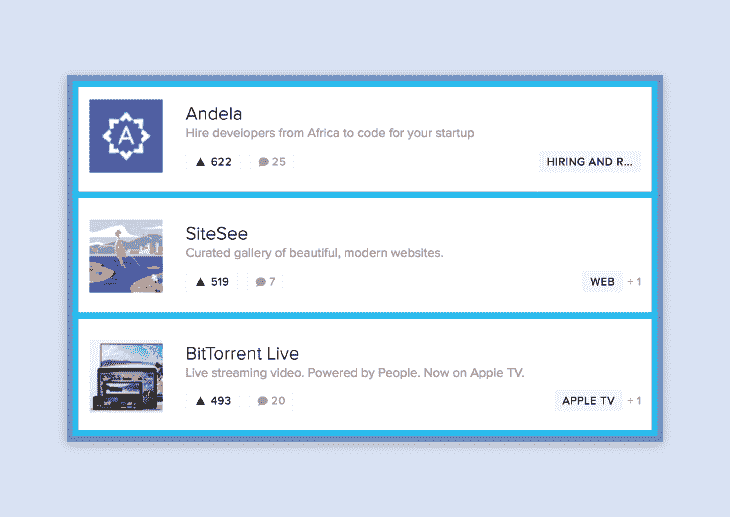 A
Andela
Hire developers from Africa to code for your startup
▲ 622 25 HIRING AND R...
SiteSee
Curated gallery of beautiful, modern websites.
▲ 519 7 WEB + 1
BitTorrent Live
Live streaming video. Powered by People. Now on Apple TV.
▲ 493 20 APPLE TV + 1